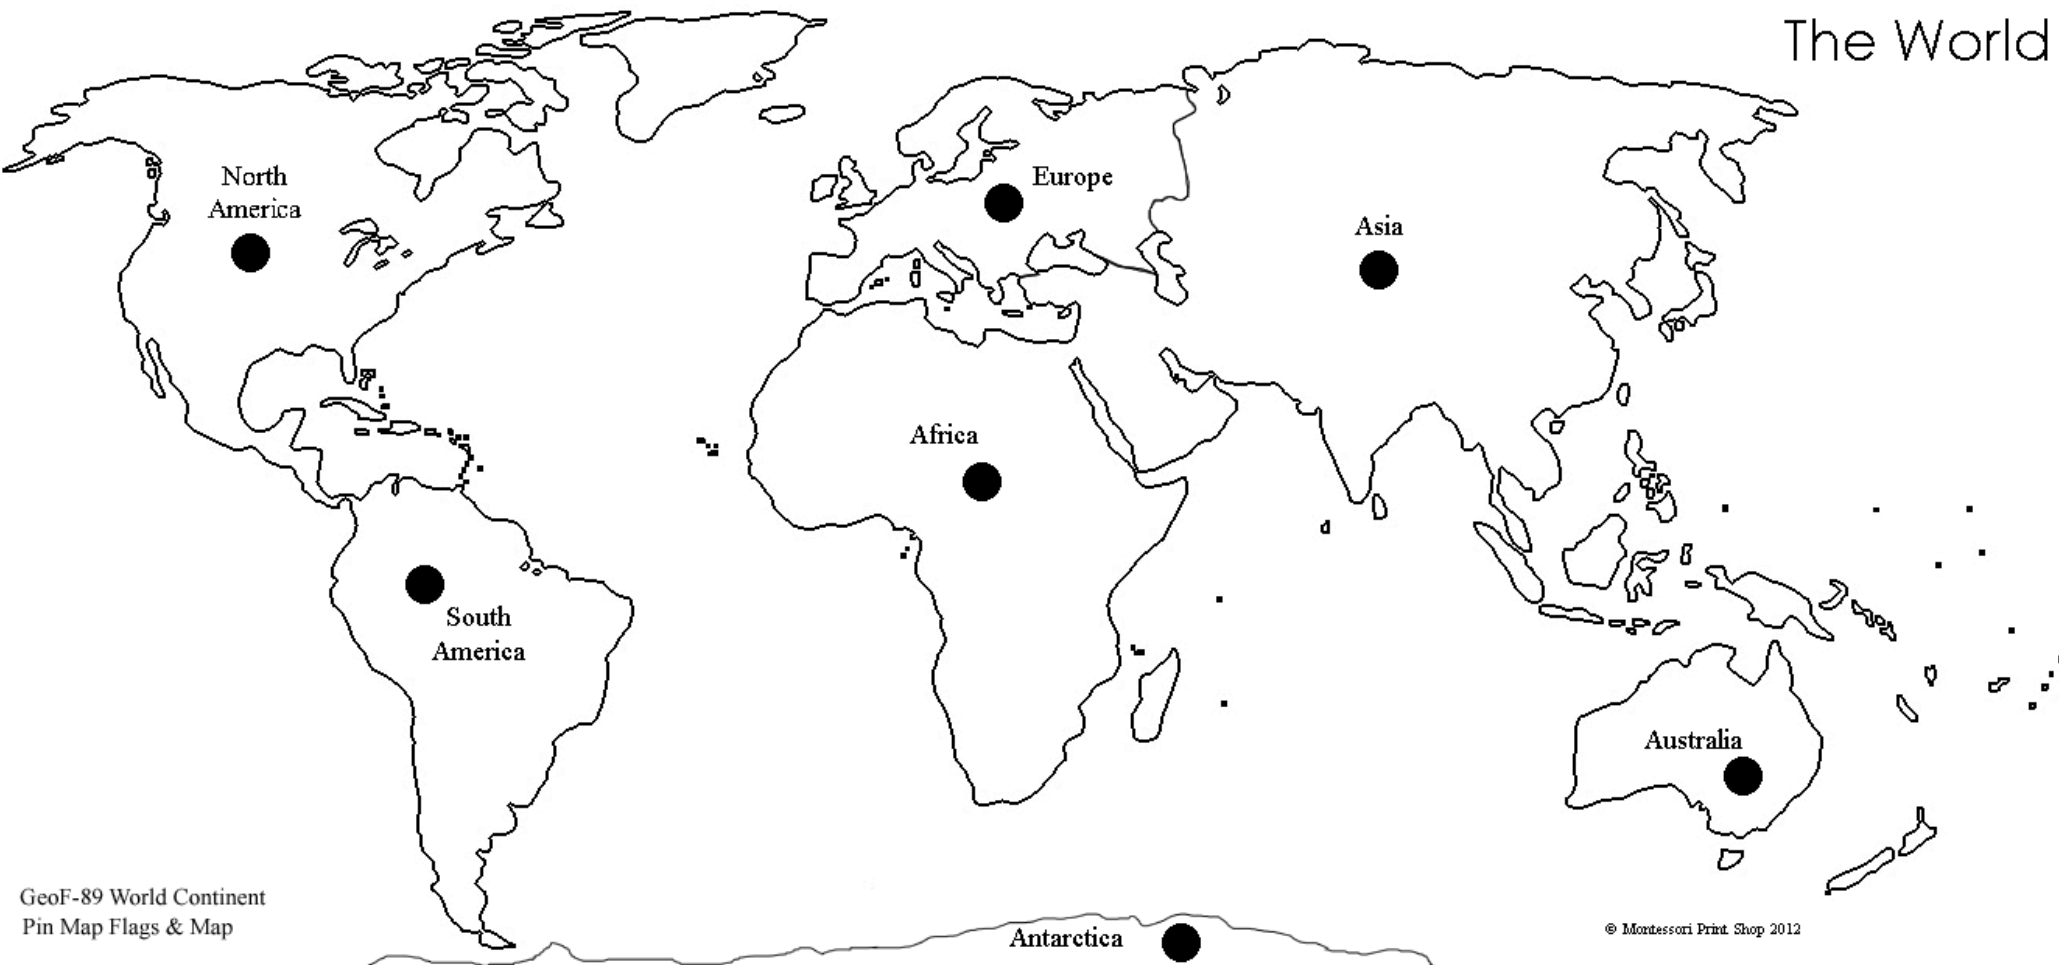 The World
North
America
Europe
Asia
Africa
South
America
Australia
GeoF-89 World Continent
Pin Map Flags & Map
Antarctica
© Montessori Print Shop 2012